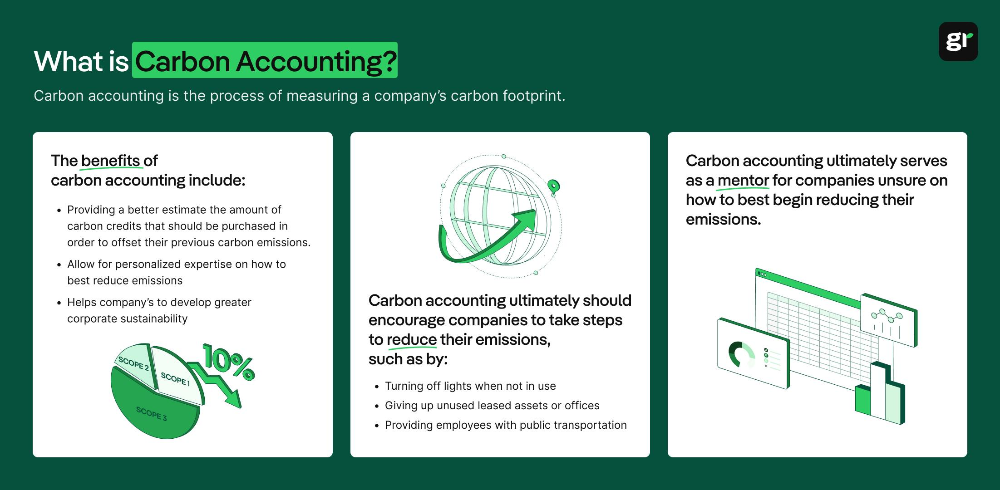 gr
What is Carbon Accounting?
Carbon accounting is the process of measuring a company’s carbon footprint.
The benefits of
carbon accounting include:
• Providing a better estimate the amount of
carbon credits that should be purchased in
order to offset their previous carbon emissions.
• Allow for personalized expertise on how to
best reduce emissions
• Helps company’s to develop greater
corporate sustainability
10%
SCOPE 2
SCOPE 1
SCOPE 3
Carbon accounting ultimately should
encourage companies to take steps
to reduce their emissions,
such as by:
• Turning off lights when not in use
• Giving up unused leased assets or offices
• Providing employees with public transportation
Carbon accounting ultimately serves
as a mentor for companies unsure on
how to best begin reducing their
emissions.